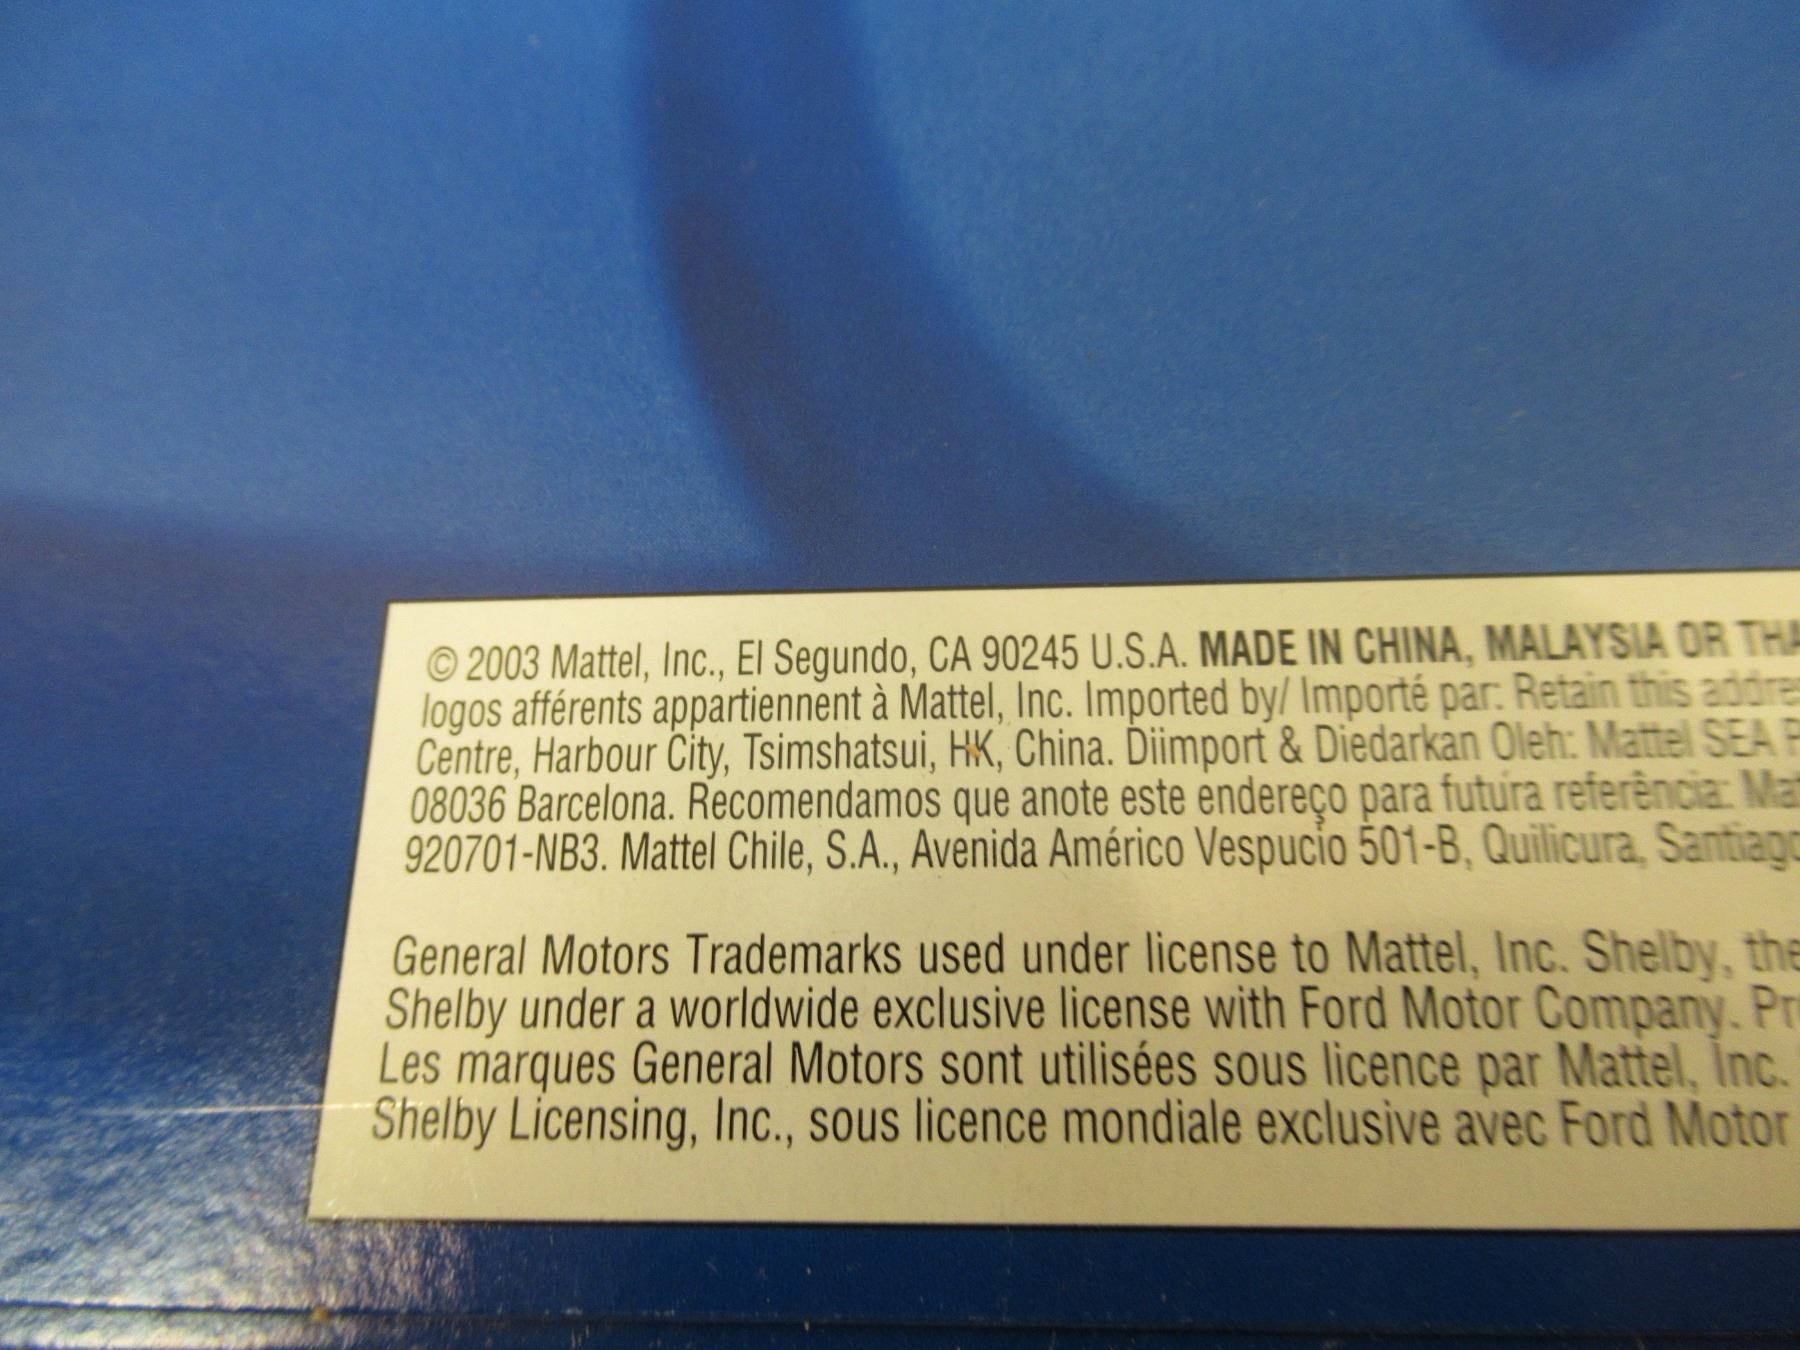 © 2003 Mattel, Inc., El Segundo, CA 90245 U.S.A. MADE IN CHINA, MALAYSIA OR
logos afférents appartiennent à Mattel, Inc. Imported by/ Importé par: Retain this
Centre, Harbour City, Tsimshatsui, HK, China. Diimport & Diedarkan Oleh: Mattel SEA
08036 Barcelona. Recomendamos que anote este endereço para futura referência:
920701-NB3. Mattel Chile, S.A., Avenida Américo Vespucio 501-B, Quilicura, Santiago
General Motors Trademarks used under license to Mattel, Inc. Shelby, the
Shelby under a worldwide exclusive license with Ford Motor Company.
Les marques General Motors sont utilisées sous licence par Mattel, Inc.
Shelby Licensing, Inc., sous licence mondiale exclusive avec Ford Motor